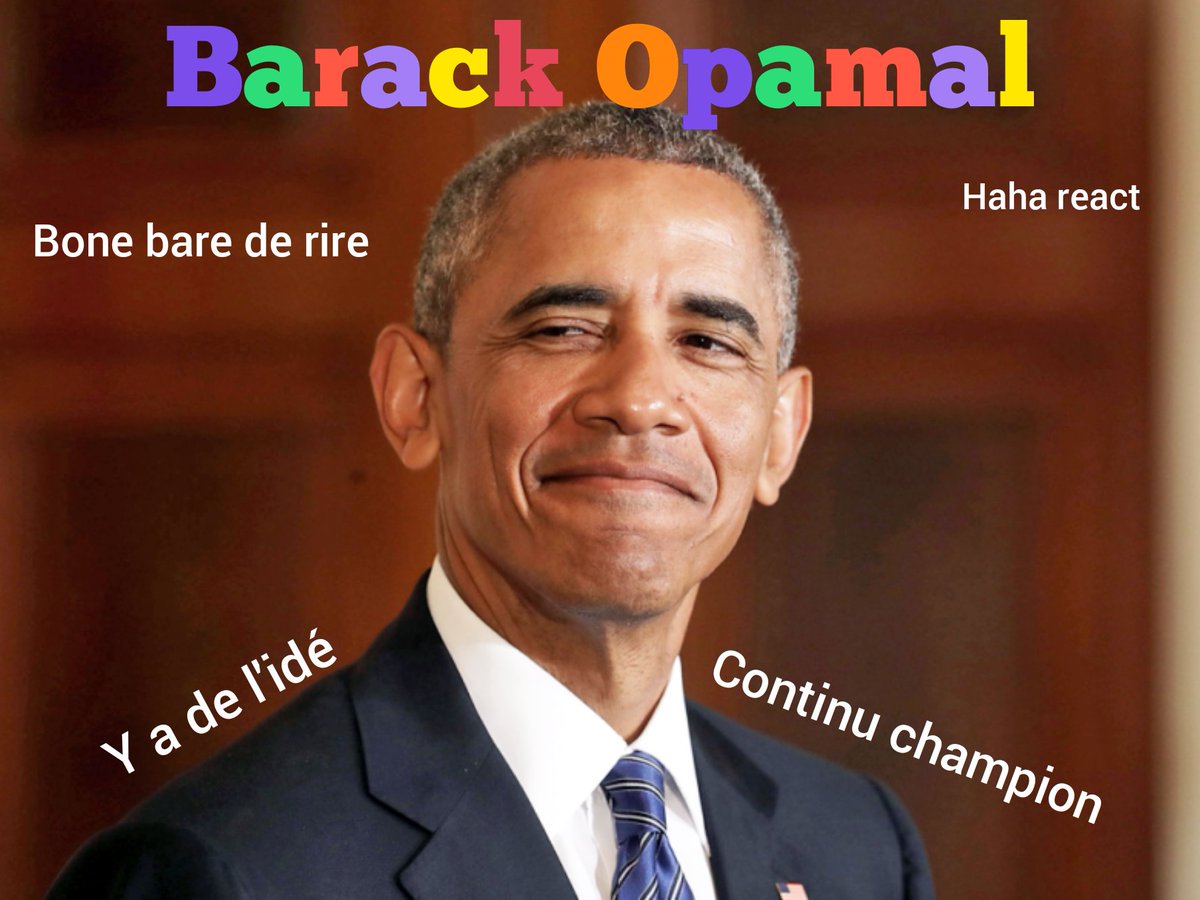 Barack Opamal
Haha react
Bone bare de rire
Y a de l'idé
Continu champion